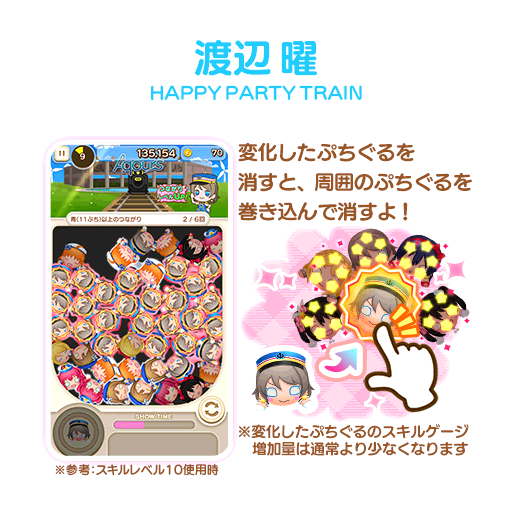 渡辺 曜
HAPPY PARTY TRAIN
9
135,154
70
Aqours
青(11ぷち)以上のつながり 2 / 6回
変化したぷちぐるを
消すと、周囲のぷちぐるを
巻き込んで消すよ！
SHOW TIME
※変化したぷちぐるのスキルゲージ
増加量は通常より少なくなります
※参考：スキルレベル10使用時